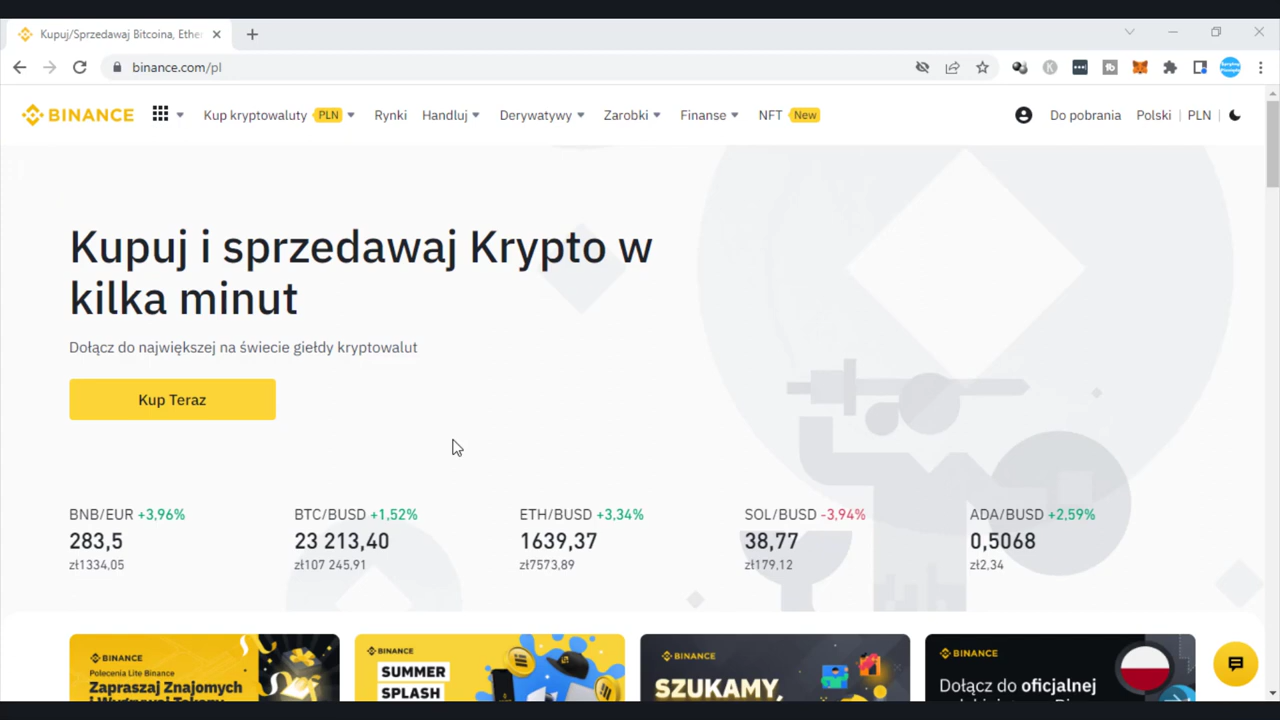 Kupuj/Sprzedawaj Bitcoina, Ethe
binance.com/pl
BINANCE Kup kryptowaluty PLN Rynki Handluj Derywatywy Zarobki Finanse NFT New Do pobrania Polski | PLN |
Kupuj i sprzedawaj Krypto w
kilka minut
Dołącz do największej na świecie giełdy kryptowalut
Kup Teraz
BNB/EUR +3,96% BTC/BUSD +1,52% ETH/BUSD +3,34% SOL/BUSD -3,94% ADA/BUSD +2,59%
283,5 23 213,40 1639,37 38,77 0,5068
zł1334,05 zł107 245,91 zł7573,89 zł179,12 zł2,34
BINANCE
Polecenia Lite Binance
Zapraszaj Znajomych
BINANCE
SUMMER
SPLASH
BINANCE
SZUKAMY,
BINANCE
Dołącz do oficjalnej